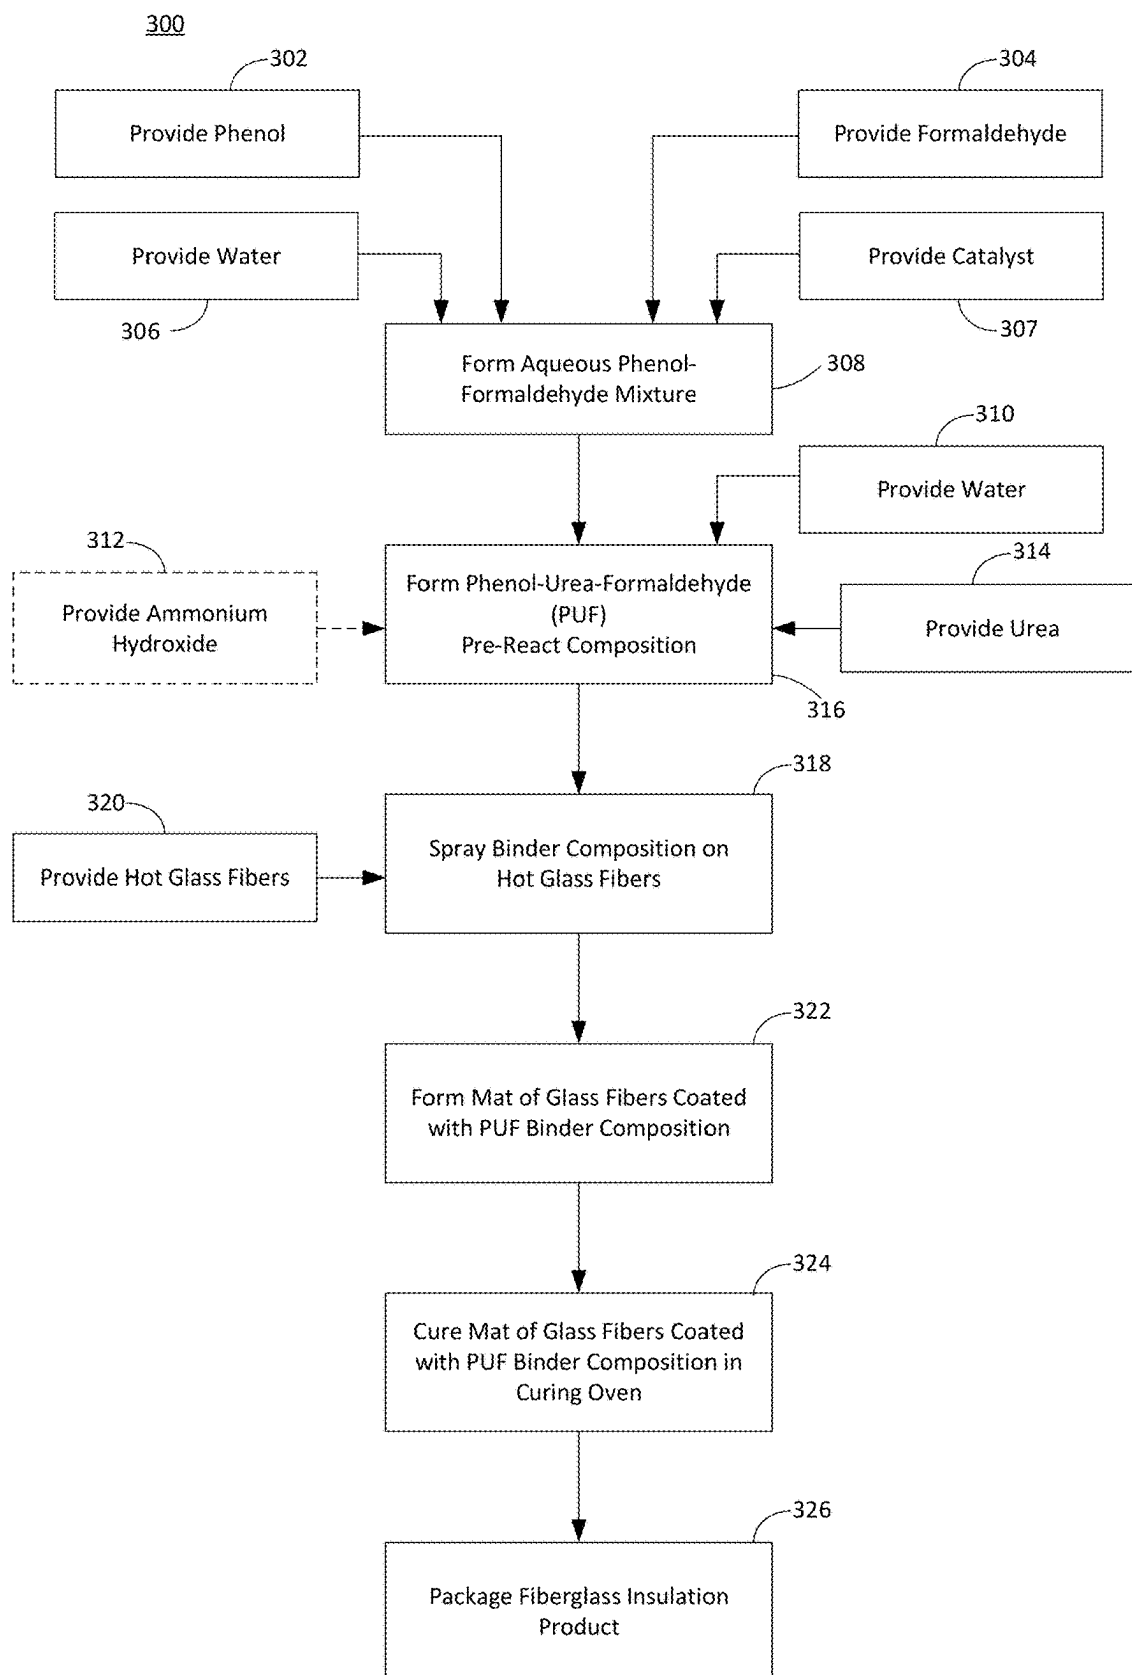 300
302
304
Provide Phenol
Provide Formaldehyde
Provide Water
Provide Catalyst
306
307
Form Aqueous Phenol-
Formaldehyde Mixture
308
310
Provide Water
312
314
Provide Ammonium
Hydroxide
Form Phenol-Urea-Formaldehyde
(PUF)
Pre-React Composition
Provide Urea
316
318
320
Provide Hot Glass Fibers
Spray Binder Composition on
Hot Glass Fibers
322
Form Mat of Glass Fibers Coated
with PUF Binder Composition
324
Cure Mat of Glass Fibers Coated
with PUF Binder Composition in
Curing Oven
326
Package Fiberglass Insulation
Product